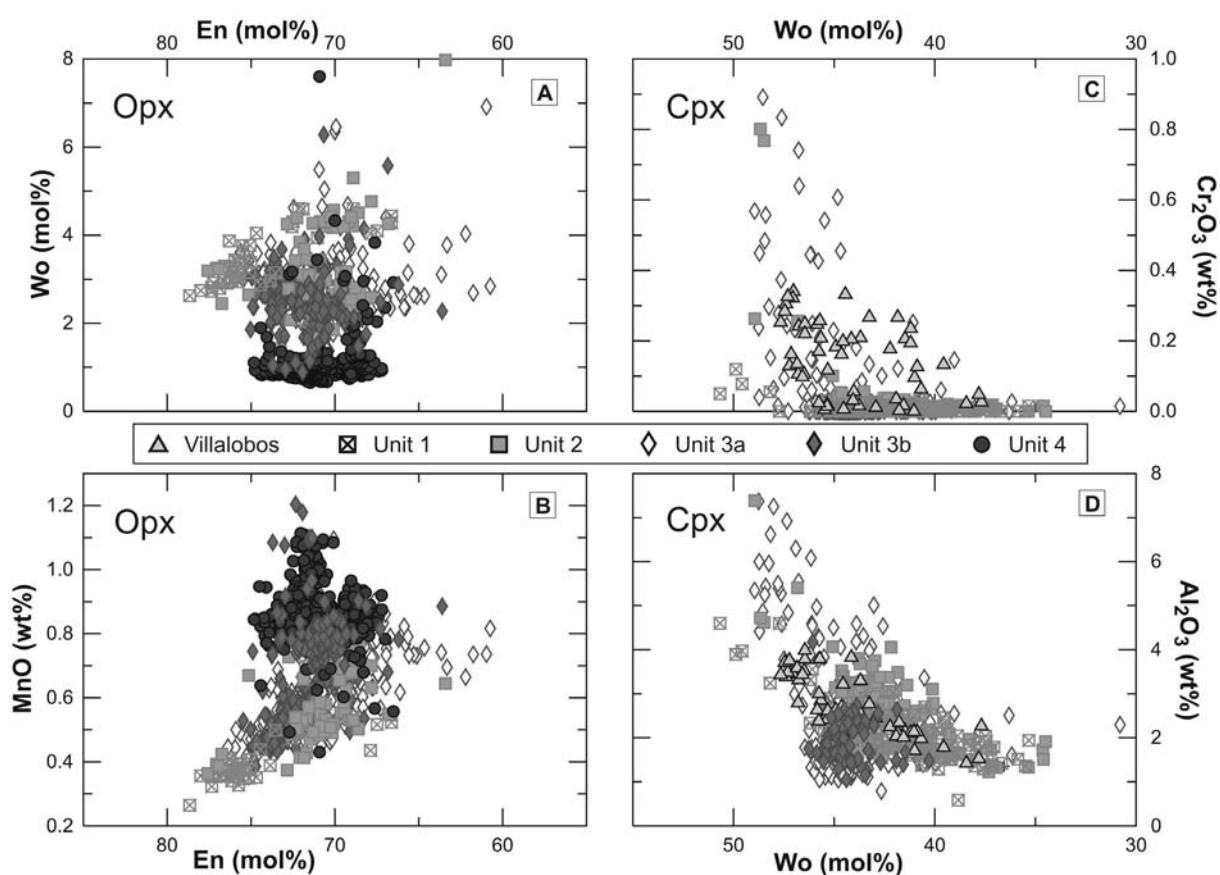 En (mol%)
Wo (mol%)
80 70 60
50 40 30
8
6
4
2
0
Wo (mol%)
Opx
A
Cpx
C
1.0
0.8
0.6
0.4
0.2
0.0
Cr2O3 (wt%)
Villalobos Unit 1 Unit 2 Unit 3a Unit 3b Unit 4
1.2
1.0
0.8
0.6
0.4
0.2
MnO (wt%)
Opx
B
Cpx
D
8
6
4
2
0
Al2O3 (wt%)
80 70 60
50 40 30
En (mol%)
Wo (mol%)